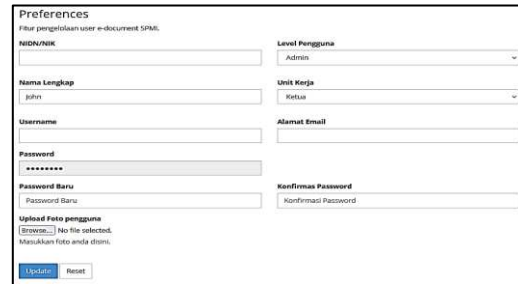 Preferences
Fitur pengelolaan user e-document SPMI.
NIDN/NIK
Level Pengguna
Admin
Nama Lengkap
Unit Kerja
John
Ketua
Username
Alamat Email
Password
••••••••
Password Baru
Konfirmas Password
Password Baru
Konfirmasi Password
Upload Foto pengguna
Browse... No file selected.
Masukkan foto anda disini.
Update Reset